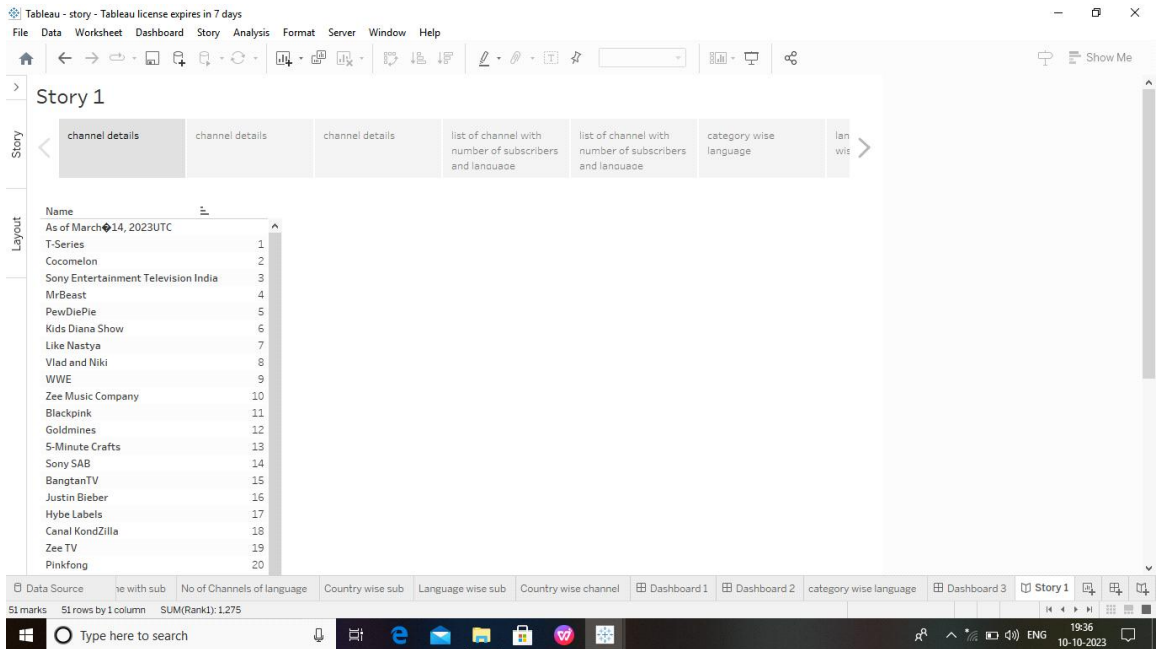 Tableau - story - Tableau license expires in 7 days
File Data Worksheet Dashboard Story Analysis Format Server Window Help
Show Me
Story 1
Story
Layout
channel details
channel details
channel details
list of channel with number of subscribers and language
list of channel with number of subscribers and language
category wise language
lan
wis
Name
As of March�14, 2023UTC
T-Series 1
Cocomelon 2
Sony Entertainment Television India 3
MrBeast 4
PewDiePie 5
Kids Diana Show 6
Like Nastya 7
Vlad and Niki 8
WWE 9
Zee Music Company 10
Blackpink 11
Goldmines 12
5-Minute Crafts 13
Sony SAB 14
BangtanTV 15
Justin Bieber 16
Hybe Labels 17
Canal KondZilla 18
Zee TV 19
Pinkfong 20
Data Source ne with sub No of Channels of language Country wise sub Language wise sub Country wise channel Dashboard 1 Dashboard 2 category wise language Dashboard 3 Story 1
51 marks 51 rows by 1 column SUM(Rank1): 1,275
Type here to search
ENG
19:36
10-10-2023